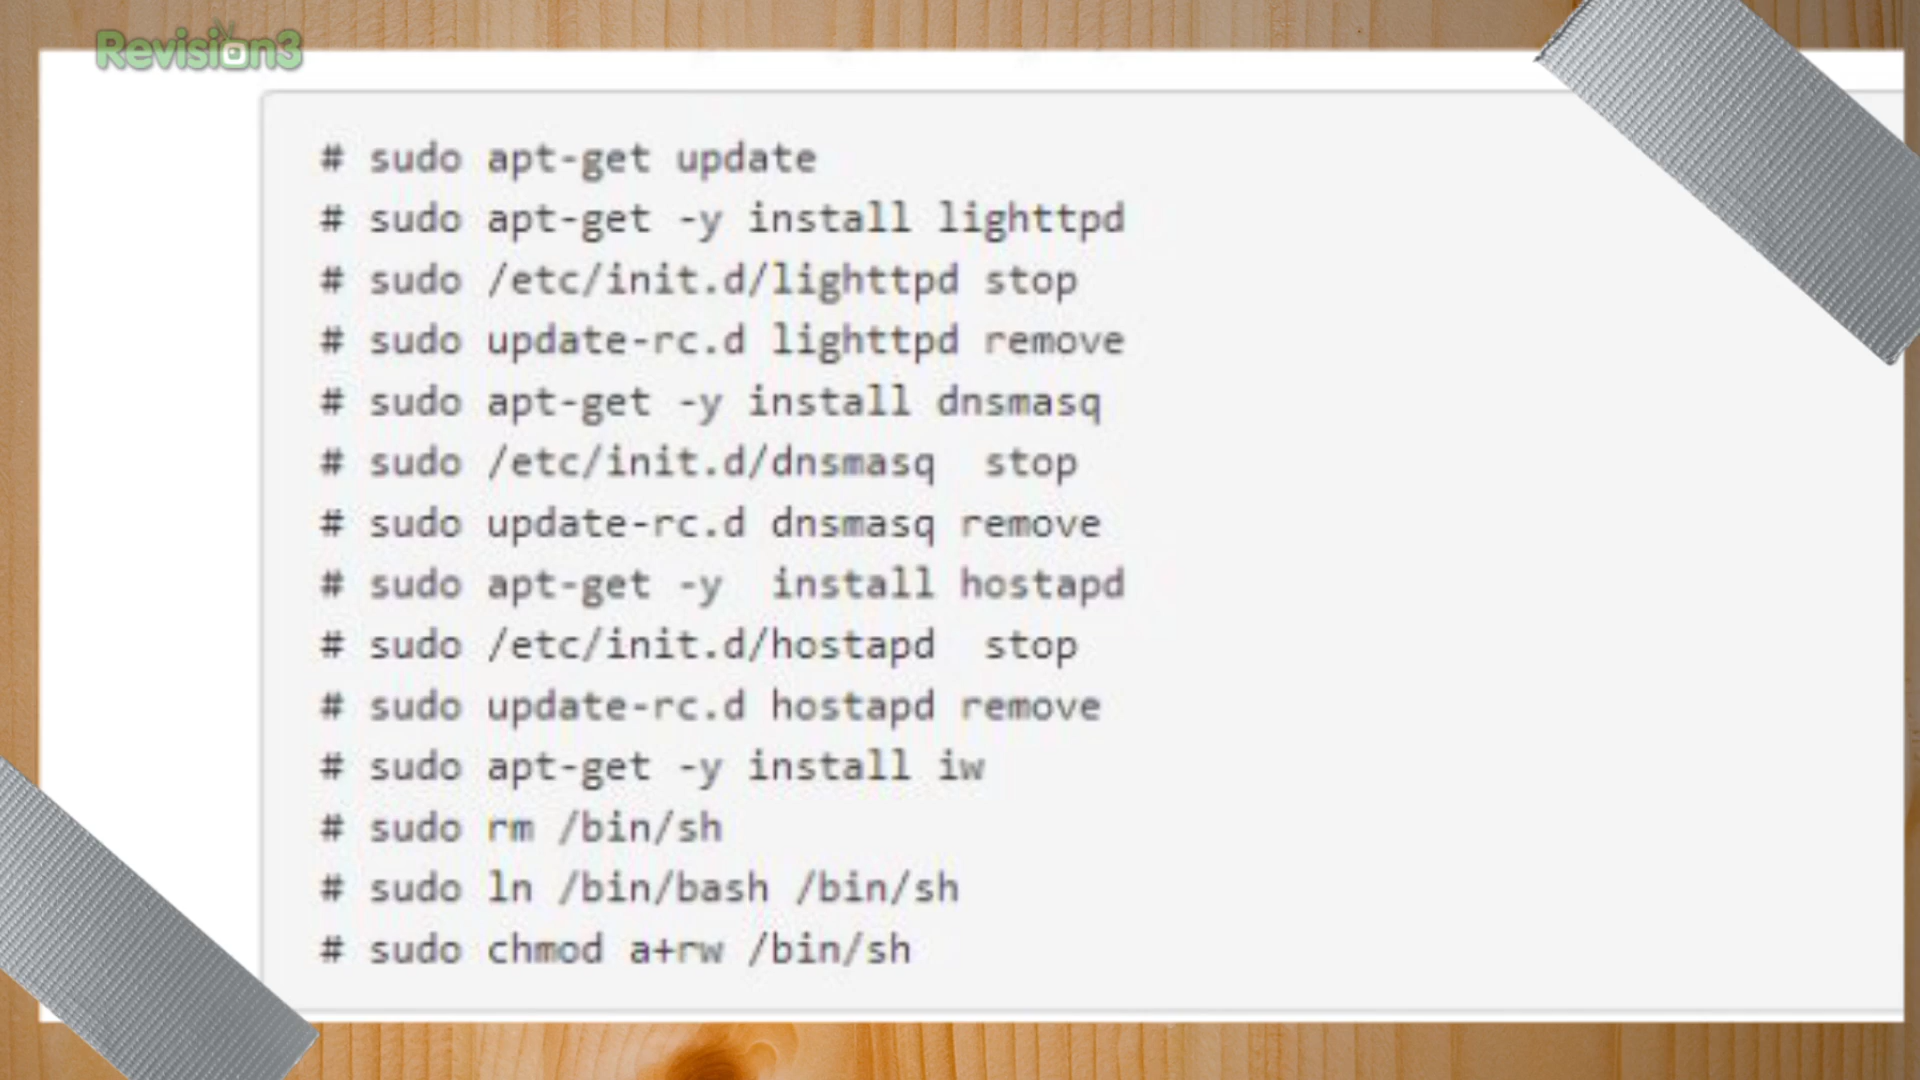 Revision3
# sudo apt-get update
# sudo apt-get -y install lighttpd
# sudo /etc/init.d/lighttpd stop
# sudo update-rc.d lighttpd remove
# sudo apt-get -y install dnsmasq
# sudo /etc/init.d/dnsmasq  stop
# sudo update-rc.d dnsmasq remove
# sudo apt-get -y  install hostapd
# sudo /etc/init.d/hostapd  stop
# sudo update-rc.d hostapd remove
# sudo apt-get -y install iw
# sudo rm /bin/sh
# sudo ln /bin/bash /bin/sh
# sudo chmod a+rw /bin/sh